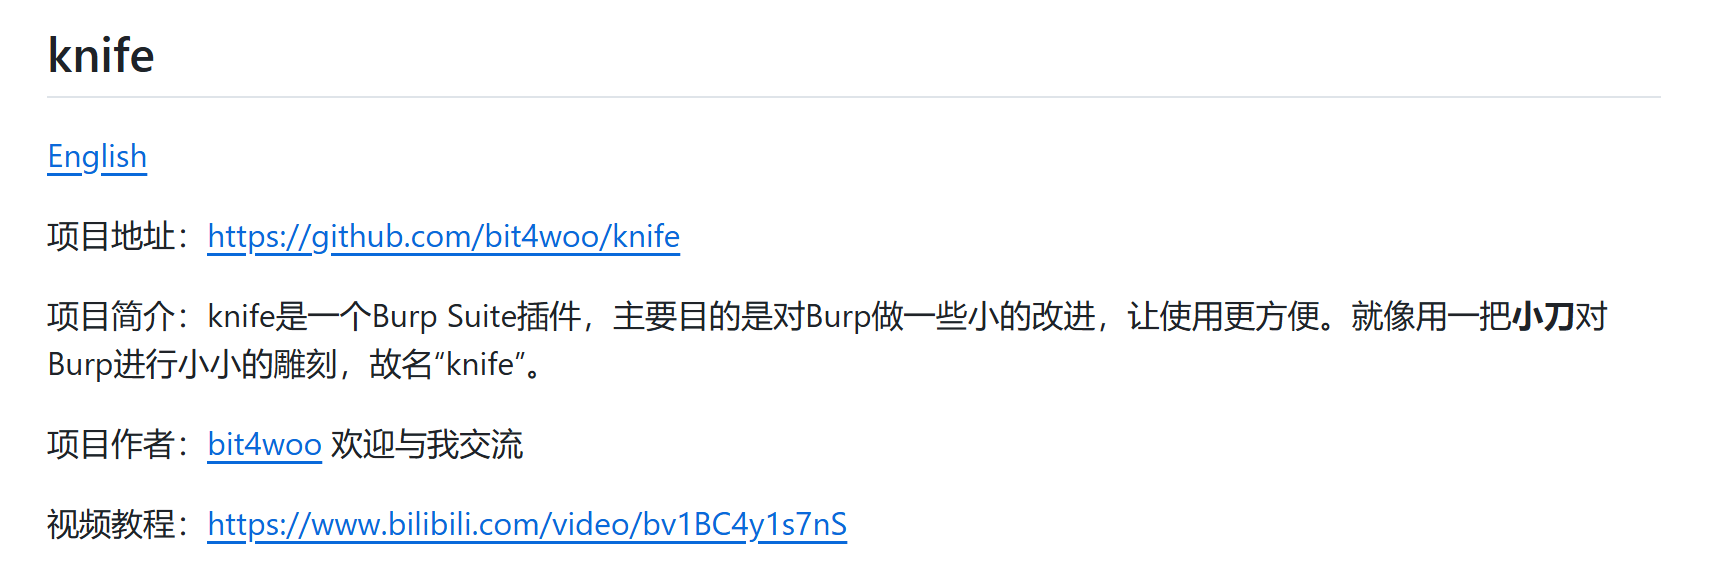 knife
English
项目地址：https://github.com/bit4woo/knife
项目简介：knife是一个Burp Suite插件，主要目的是对Burp做一些小的改进，让使用更方便。就像用一把小刀对
Burp进行小小的雕刻，故名“knife”。
项目作者：bit4woo 欢迎与我交流
视频教程：https://www.bilibili.com/video/bv1BC4y1s7nS